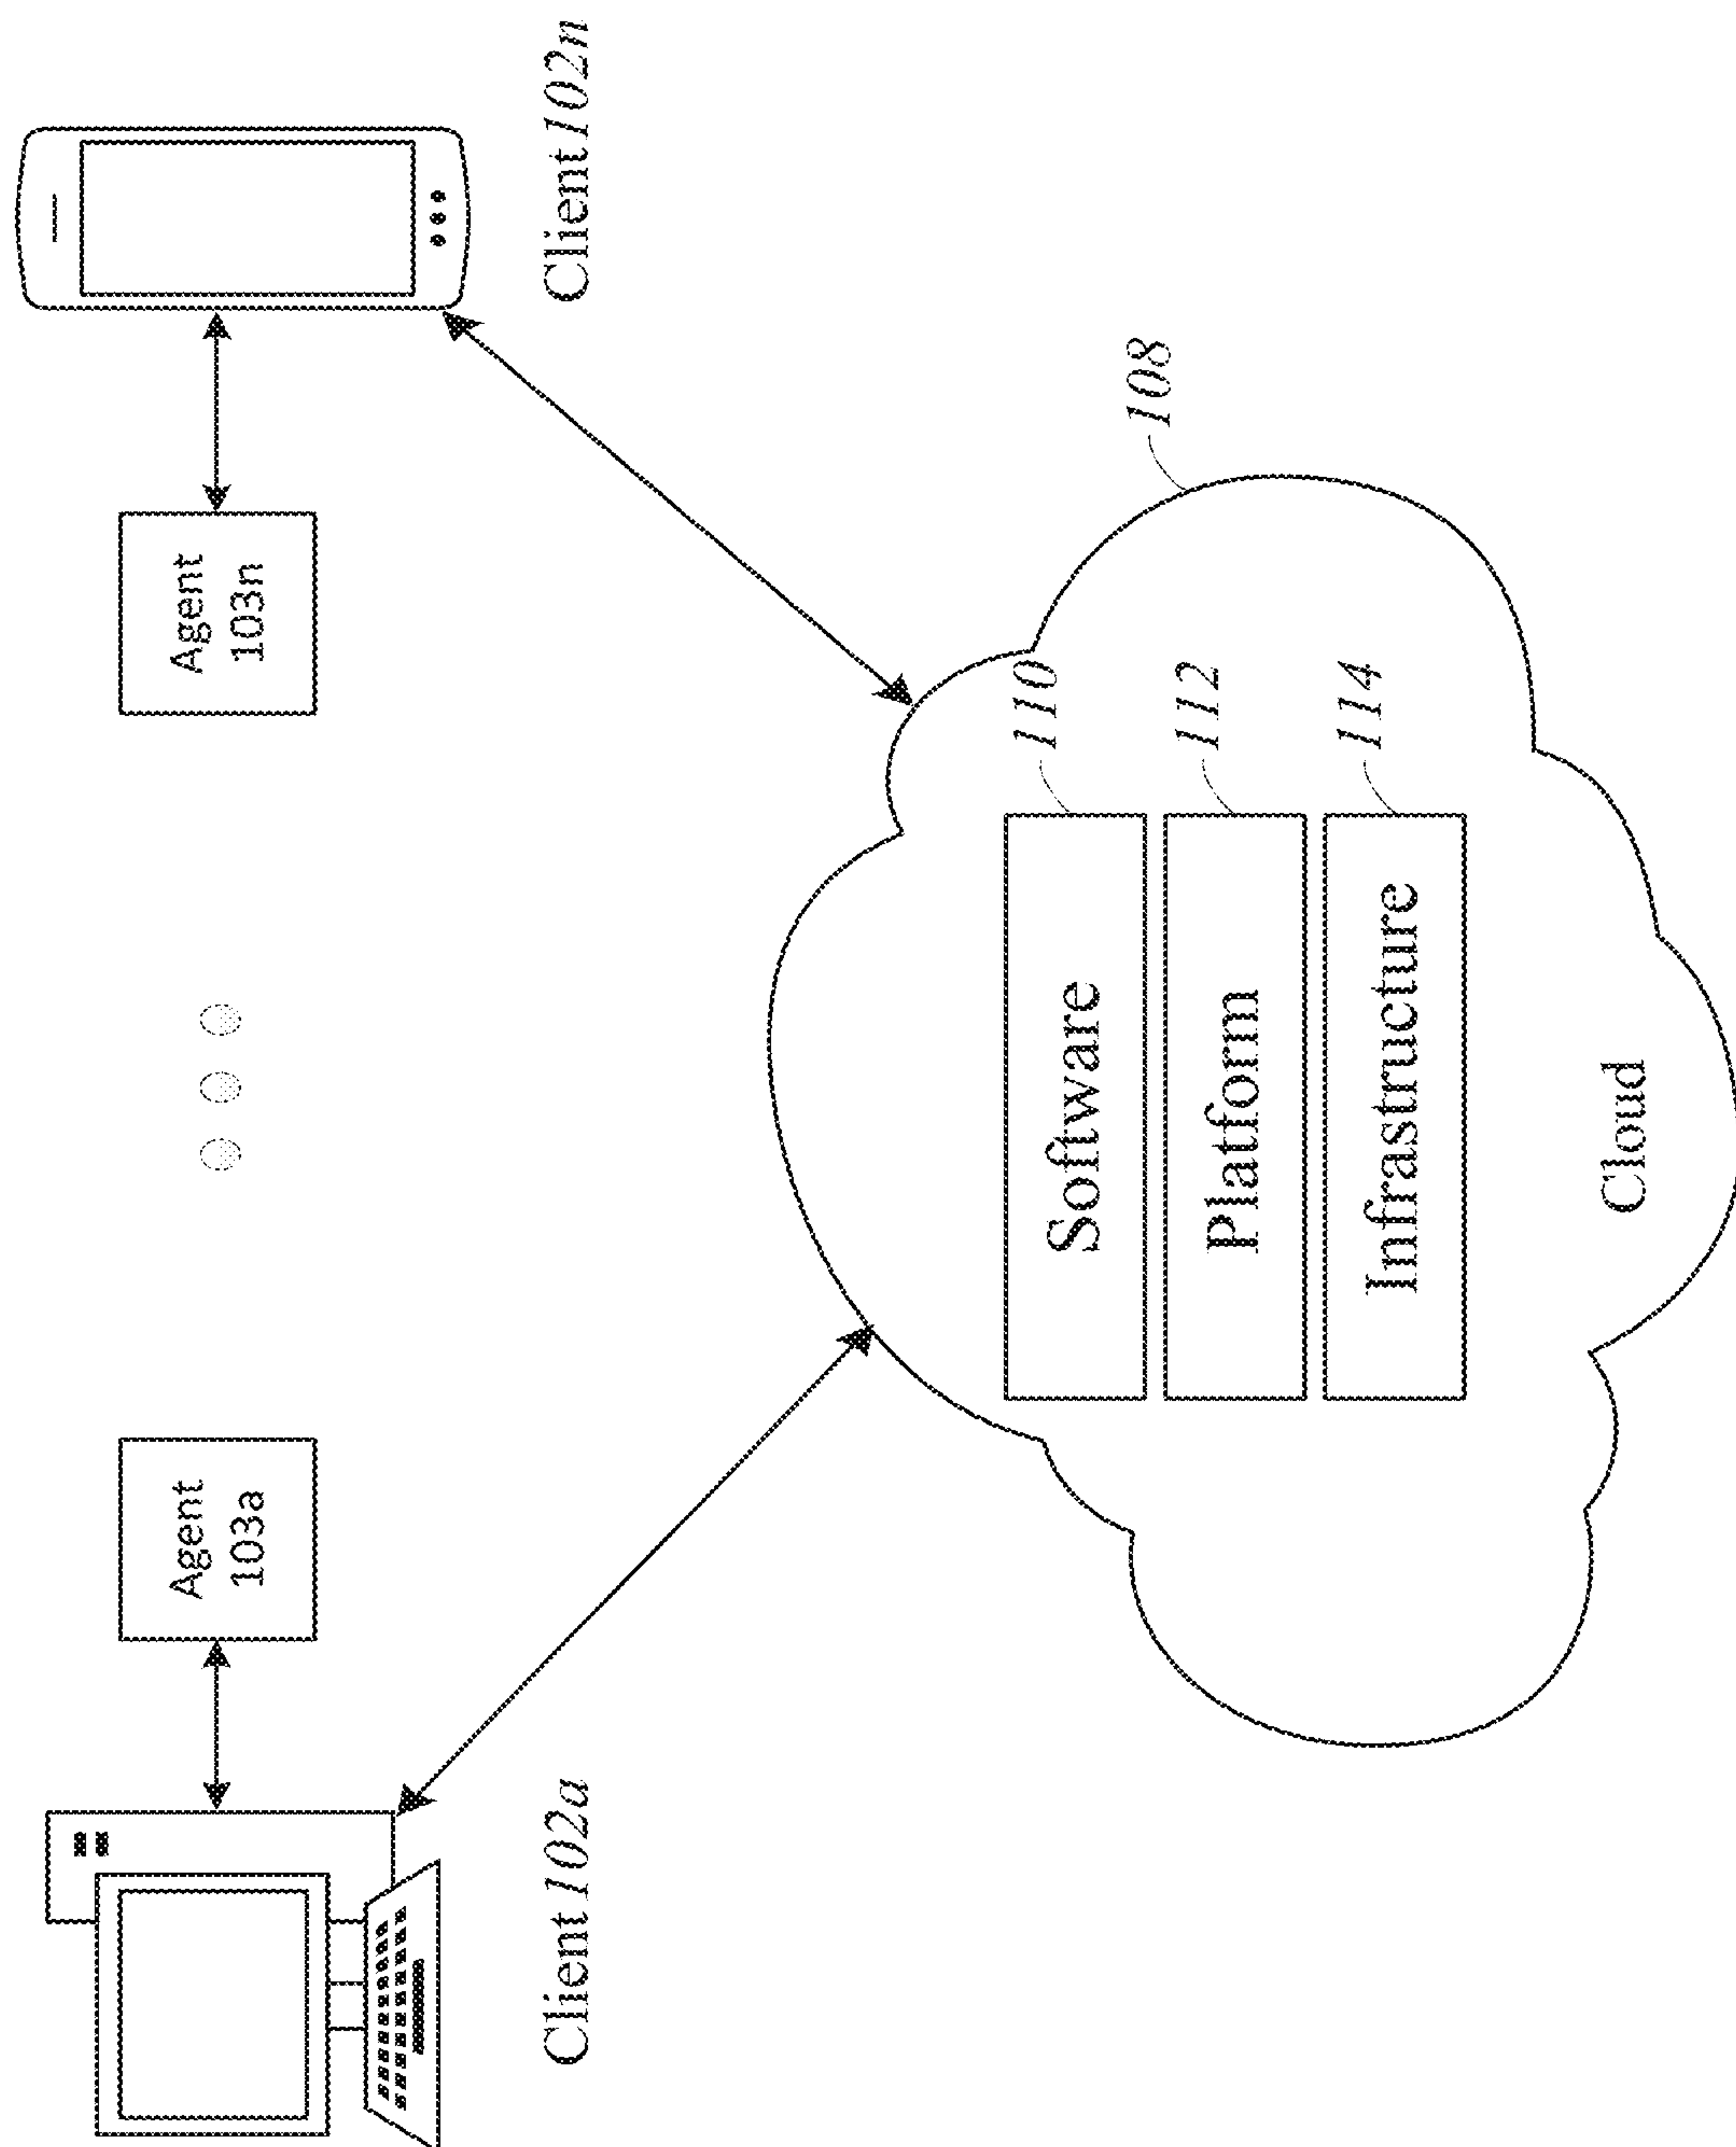 Agent
103a
Agent
103n
Client 102a
Client 102n
108
110
Software
112
Platform
114
Infrastructure
Cloud